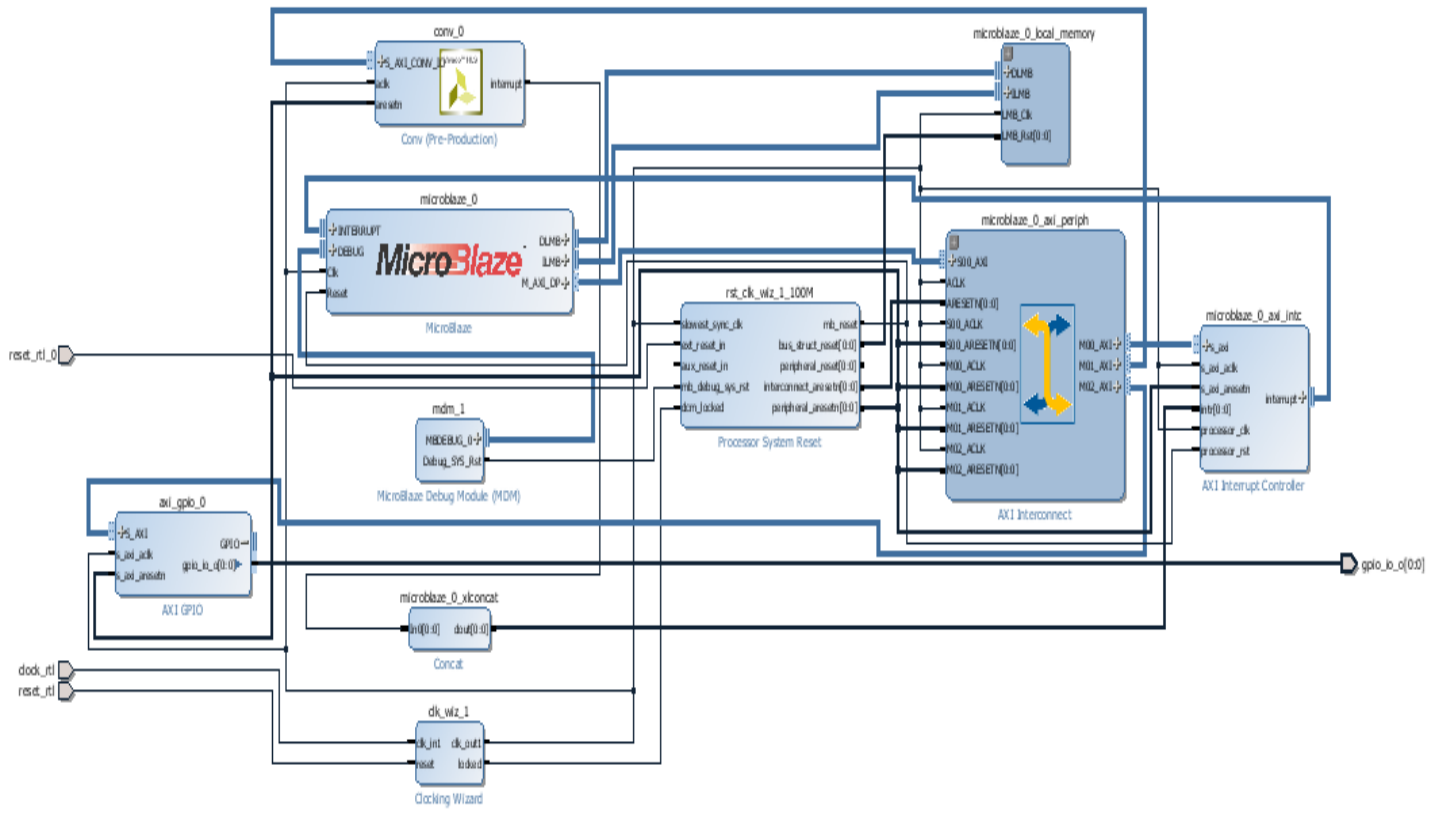 conv_0
S_AXI_CONV_IO
aclk
aresetn
interrupt
Conv (Pre-Production)
microblaze_0_local_memory
DLMB
ILMB
LMB_Clk
LMB_Rst[0:0]
microblaze_0
INTERRUPT
DEBUG
Clk
Reset
MicroBlaze
DLMB
ILMB
M_AXI_DP
MicroBlaze
microblaze_0_axi_periph
S00_AXI
ACLK
ARESETN[0:0]
S00_ACLK
S00_ARESETN[0:0]
M00_ACLK
M00_ARESETN[0:0]
M01_ACLK
M01_ARESETN[0:0]
M02_ACLK
M02_ARESETN[0:0]
M00_AXI
M01_AXI
M02_AXI
AXI Interconnect
rst_clk_wiz_1_100M
slowest_sync_clk
ext_reset_in
aux_reset_in
mb_debug_sys_rst
dcm_locked
mb_reset
bus_struct_reset[0:0]
peripheral_reset[0:0]
interconnect_aresetn[0:0]
peripheral_aresetn[0:0]
Processor System Reset
microblaze_0_axi_intc
s_axi
s_axi_aclk
s_axi_aresetn
intr[0:0]
processor_clk
processor_rst
interrupt
AXI Interrupt Controller
reset_rtl_0
mdm_1
MBDEBUG_0
Debug_SYS_Rst
MicroBlaze Debug Module (MDM)
axi_gpio_0
S_AXI
s_axi_aclk
s_axi_aresetn
GPIO
gpio_io_o[0:0]
AXI GPIO
gpio_io_o[0:0]
microblaze_0_xlconcat
In0[0:0]
dout[0:0]
Concat
clock_rtl
reset_rtl
clk_wiz_1
clk_in1
reset
clk_out1
locked
Clocking Wizard